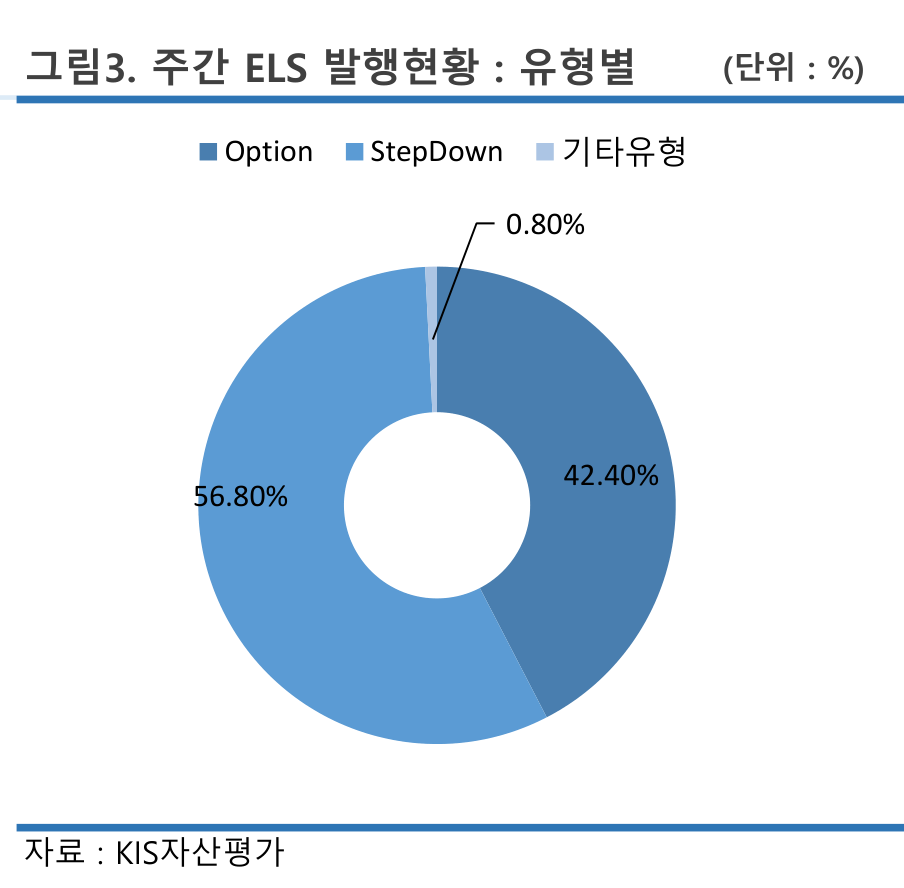 그림3. 주간 ELS 발행현황 : 유형별 (단위 : %)
Option StepDown 기타유형
0.80%
42.40%
56.80%
자료 : KIS자산평가